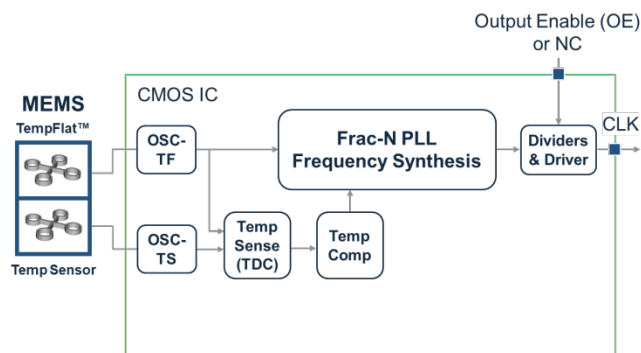 Output Enable (OE)
or NC
MEMS
TempFlat™
CMOS IC
CLK
OSC-
TF
Frac-N PLL
Frequency Synthesis
Dividers
& Driver
OSC-
TS
Temp
Sense
(TDC)
Temp
Comp
Temp Sensor